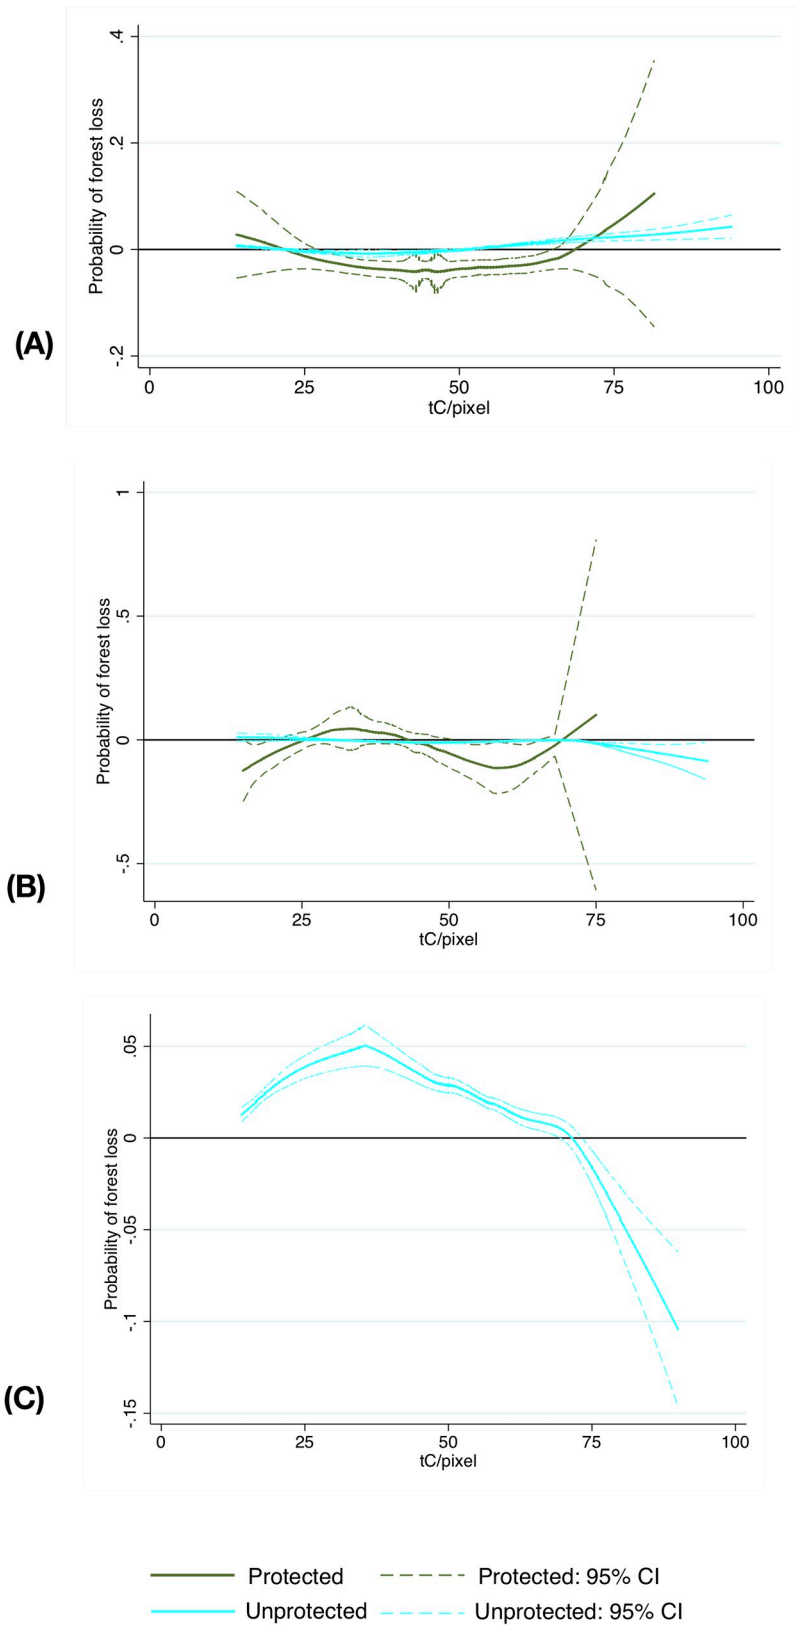 .4
.2
0
-.2
Probability of forest loss
(A)
0 25 50 75 100
tC/pixel
1
.5
0
-.5
Probability of forest loss
(B)
0 25 50 75 100
tC/pixel
.05
0
-.05
-.1
-.15
Probability of forest loss
(C)
0 25 50 75 100
tC/pixel
Protected Protected: 95% CI
Unprotected Unprotected: 95% CI